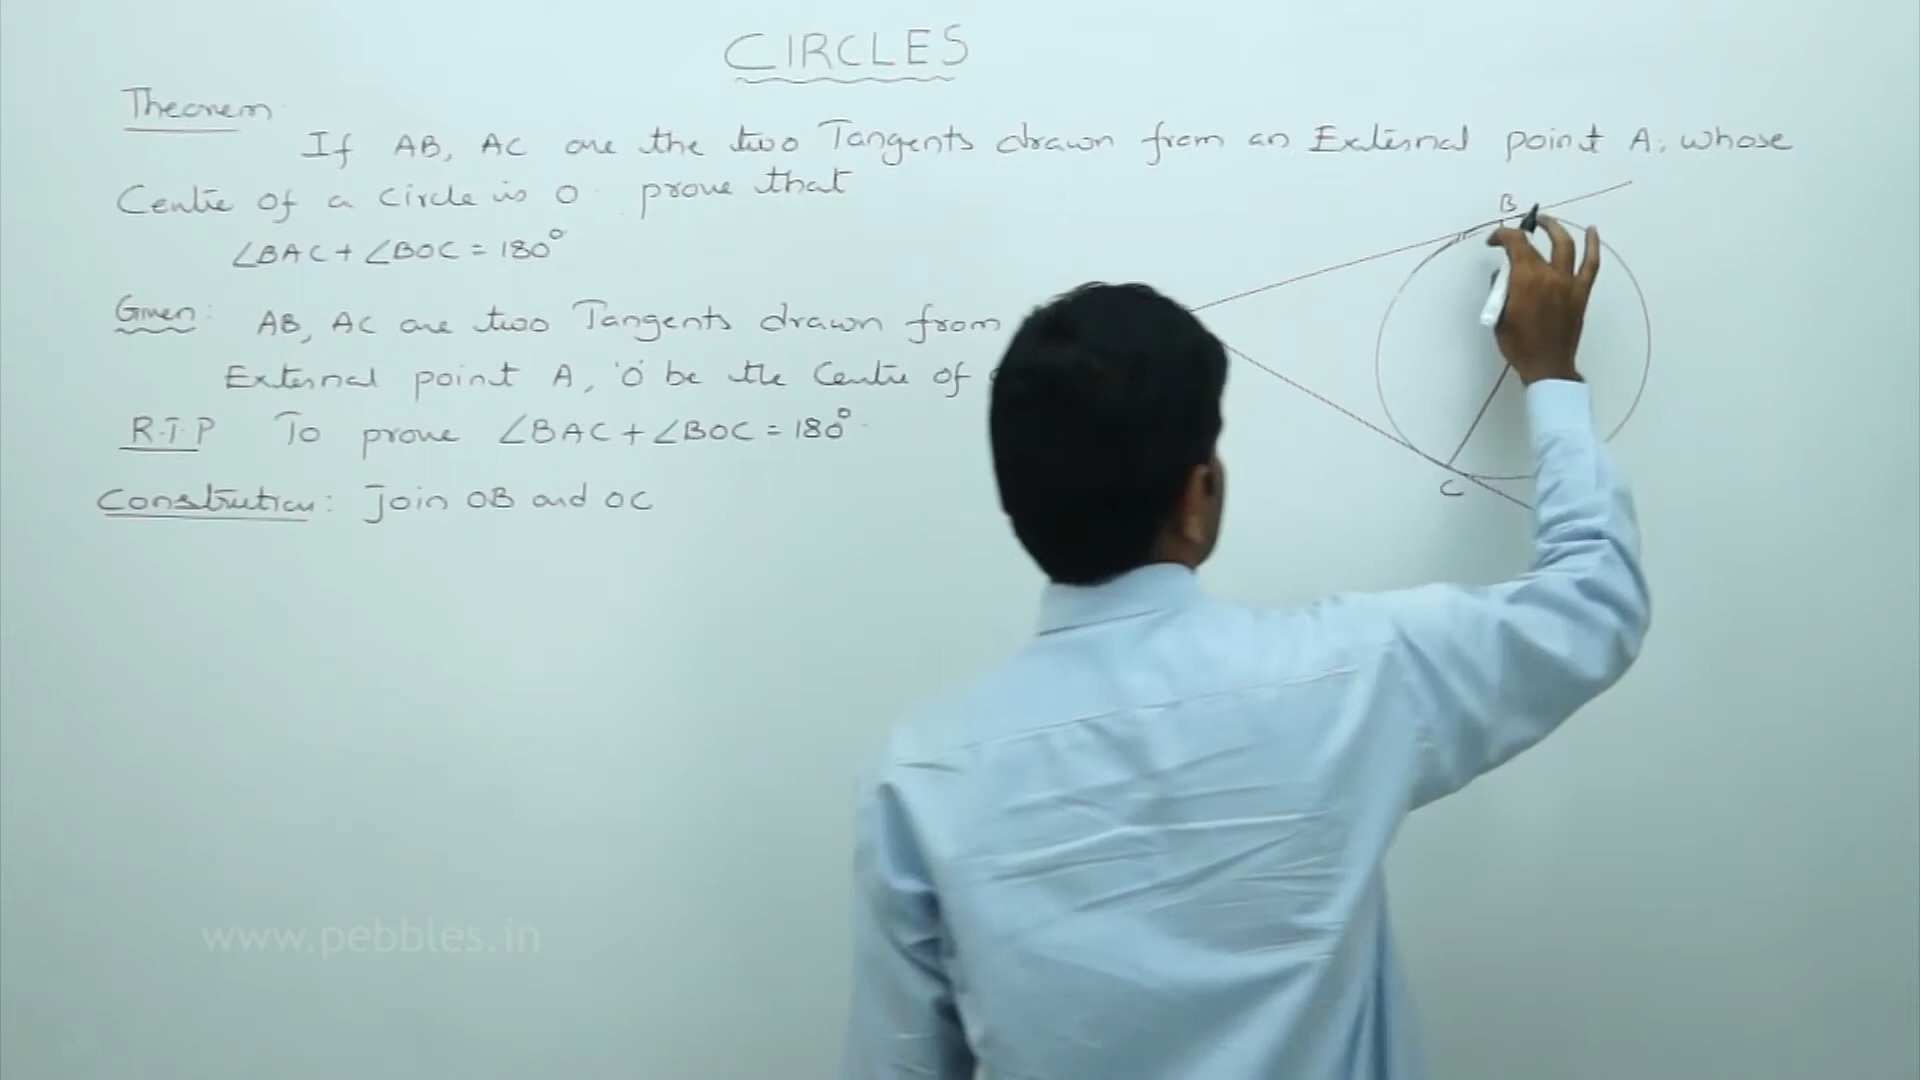 CIRCLES
Theorem
If AB, AC are the two Tangents drawn from an External point A, whose
Centre of a Circle is O prove that
∠BAC + ∠BOC = 180°
Given: AB, AC are two Tangents drawn from
External point A, 'O' be the Centre of
R.T.P To prove ∠BAC + ∠BOC = 180°
Construction: Join OB and OC
B
C
www.pebbles.in